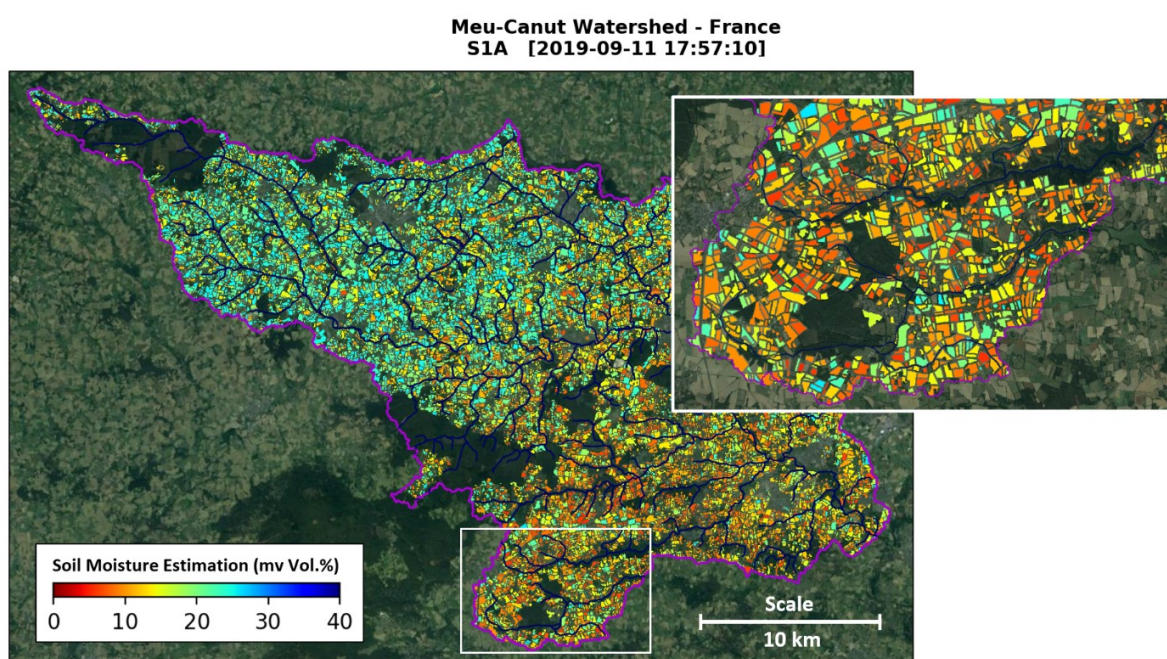 Meu-Canut Watershed - France
S1A [2019-09-11 17:57:10]
Soil Moisture Estimation (mv Vol.%)
0 10 20 30 40
Scale
10 km